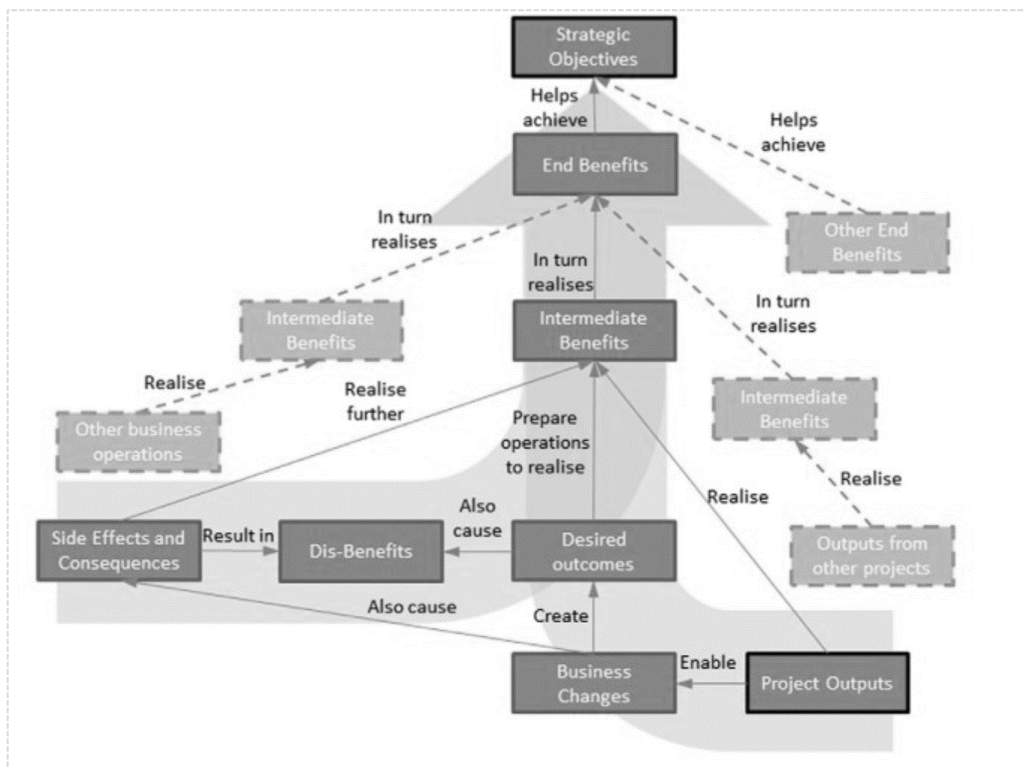 Strategic
Objectives
Helps
achieve
Helps
achieve
End Benefits
In turn
realises
Other End
Benefits
In turn
realises
Intermediate
Benefits
Intermediate
Benefits
In turn
realises
Realise
Realise
further
Intermediate
Benefits
Other business
operations
Prepare
operations
to realise
Realise
Realise
Also
cause
Side Effects and
Consequences
Result in
Dis-Benefits
Desired
outcomes
Outputs from
other projects
Also cause
Create
Business
Changes
Enable
Project Outputs